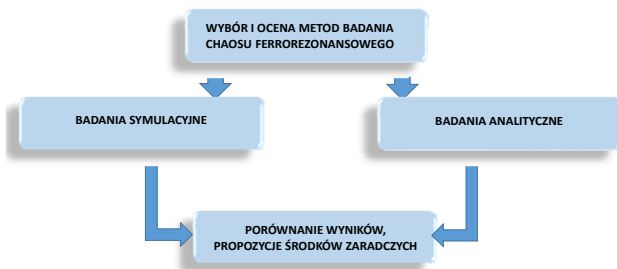 WYBÓR I OCENA METOD BADANIA
CHAOSU FERROREZONANSOWEGO
BADANIA SYMULACYJNE
BADANIA ANALITYCZNE
PORÓWNANIE WYNIKÓW,
PROPOZYCJE ŚRODKÓW ZARADCZYCH